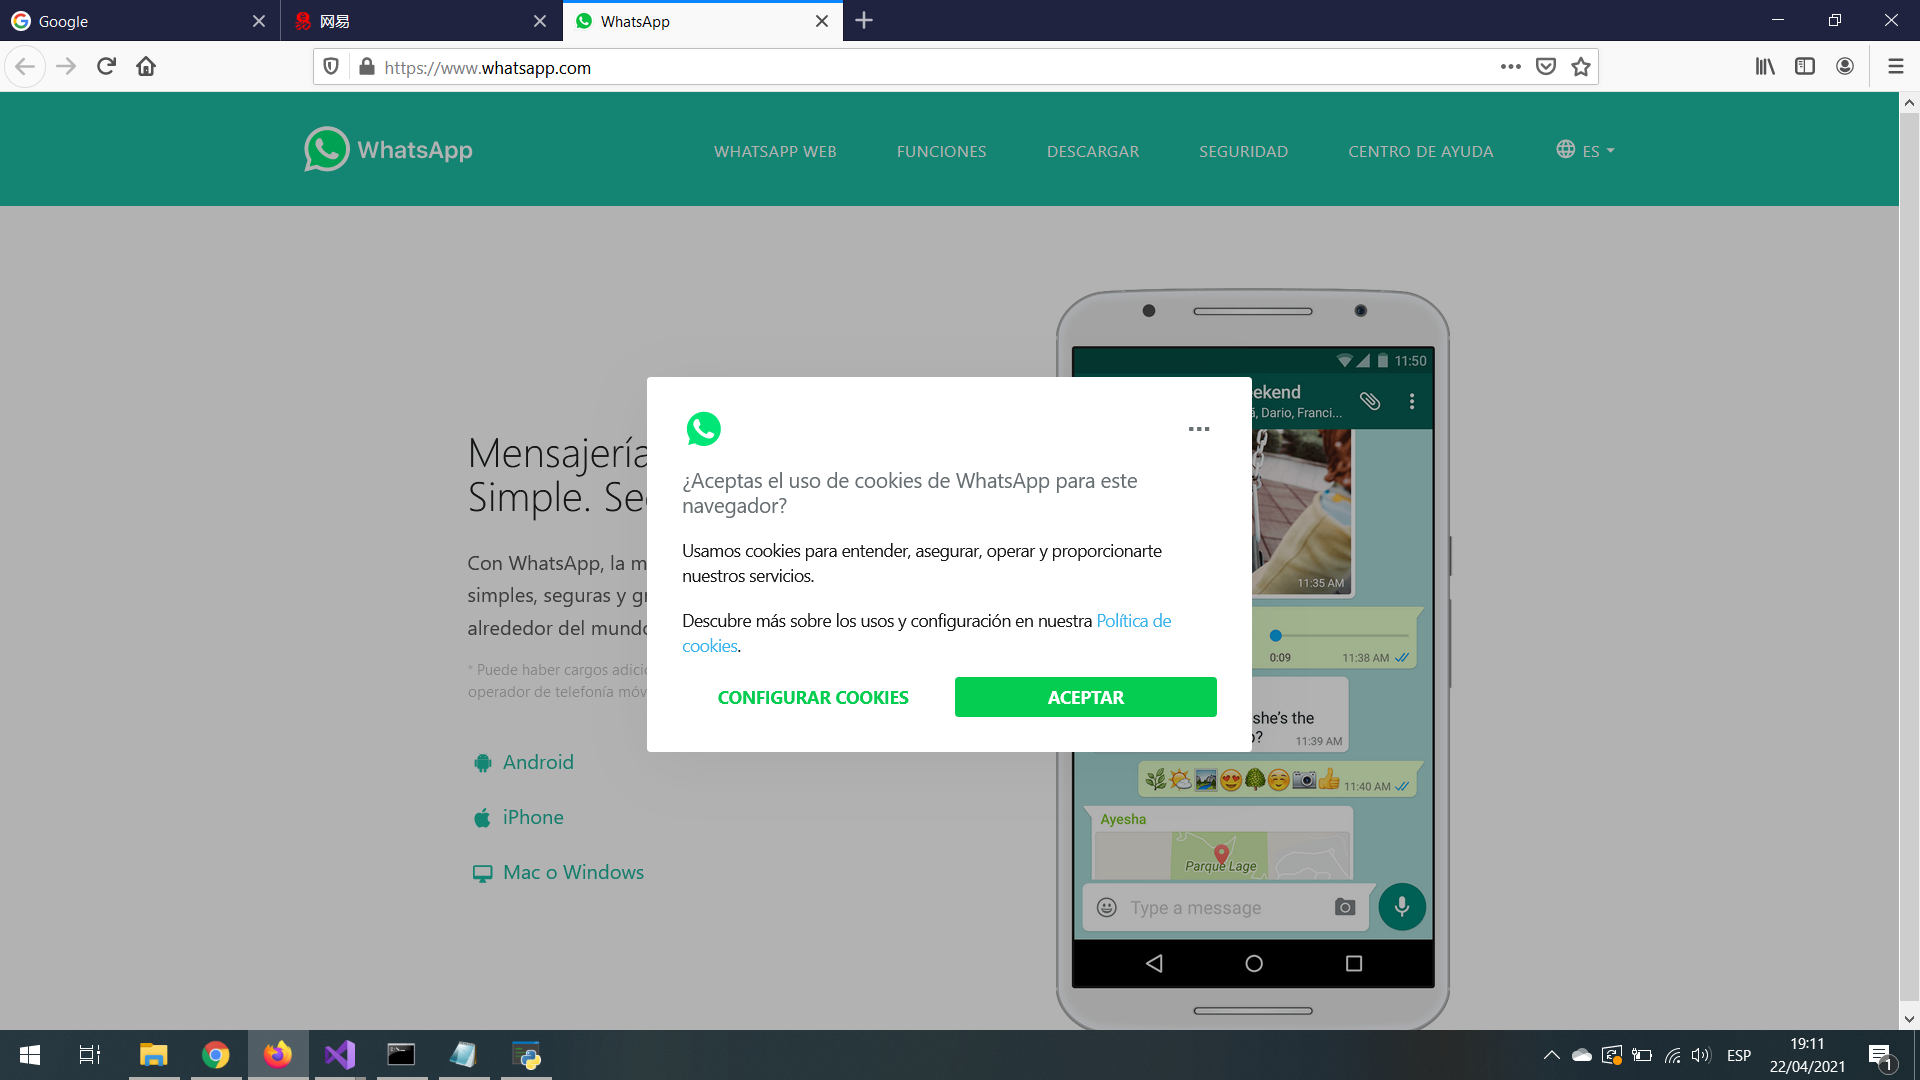 Google
网易
WhatsApp
https://www.whatsapp.com
WhatsApp
WHATSAPP WEB
FUNCIONES
DESCARGAR
SEGURIDAD
CENTRO DE AYUDA
ES
Mensajería
Simple. Se
Con WhatsApp, la m
simples, seguras y g
alrededor del mund
* Puede haber cargos adici
operador de telefonía móv
Android
iPhone
Mac o Windows
¿Aceptas el uso de cookies de WhatsApp para este
navegador?
Usamos cookies para entender, asegurar, operar y proporcionarte
nuestros servicios.
Descubre más sobre los usos y configuración en nuestra Política de
cookies.
CONFIGURAR COOKIES
ACEPTAR
11:50
ekend
, Dario, Franci...
11:35 AM
0:09
11:38 AM
she's the
?
11:39 AM
11:40 AM
Ayesha
Parque Lage
Type a message
ESP
19:11
22/04/2021
1